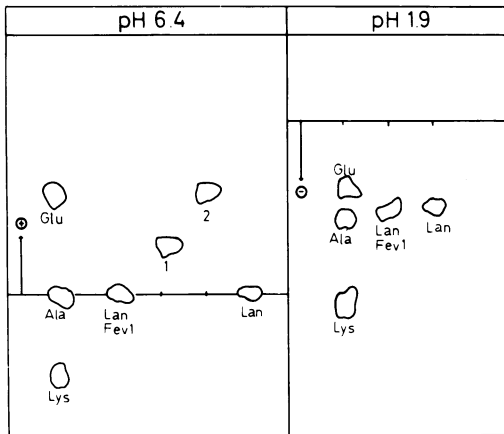 pH 6.4
pH 1.9
Glu
2
⊕
1
Ala
Lan
Fev1
Lan
Lys
Glu
⊖
Ala
Lan
Fev1
Lan
Lys